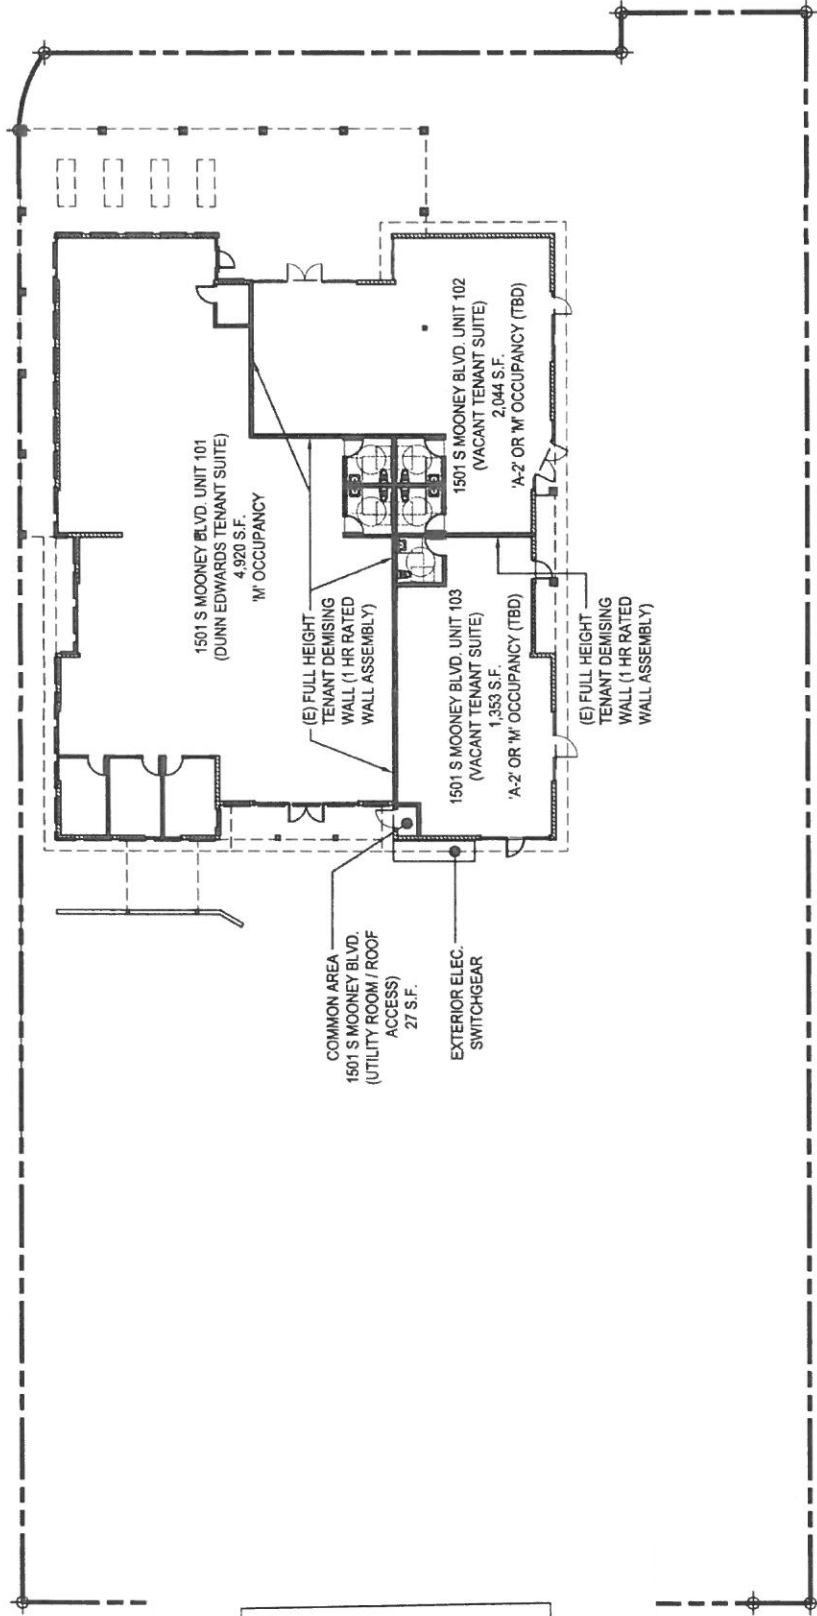 1501 S MOONEY BLVD. UNIT 101
(DUNN EDWARDS TENANT SUITE)
4,920 S.F.
'M' OCCUPANCY
1501 S MOONEY BLVD. UNIT 102
(VACANT TENANT SUITE)
2,044 S.F.
'A-2' OR 'M' OCCUPANCY (TBD)
(E) FULL HEIGHT
TENANT DEMISING
WALL (1 HR RATED
WALL ASSEMBLY)
1501 S MOONEY BLVD. UNIT 103
(VACANT TENANT SUITE)
1,353 S.F.
'A-2' OR 'M' OCCUPANCY (TBD)
(E) FULL HEIGHT
TENANT DEMISING
WALL (1 HR RATED
WALL ASSEMBLY)
COMMON AREA
1501 S MOONEY BLVD.
(UTILITY ROOM / ROOF
ACCESS)
27 S.F.
EXTERIOR ELEC.
SWITCHGEAR